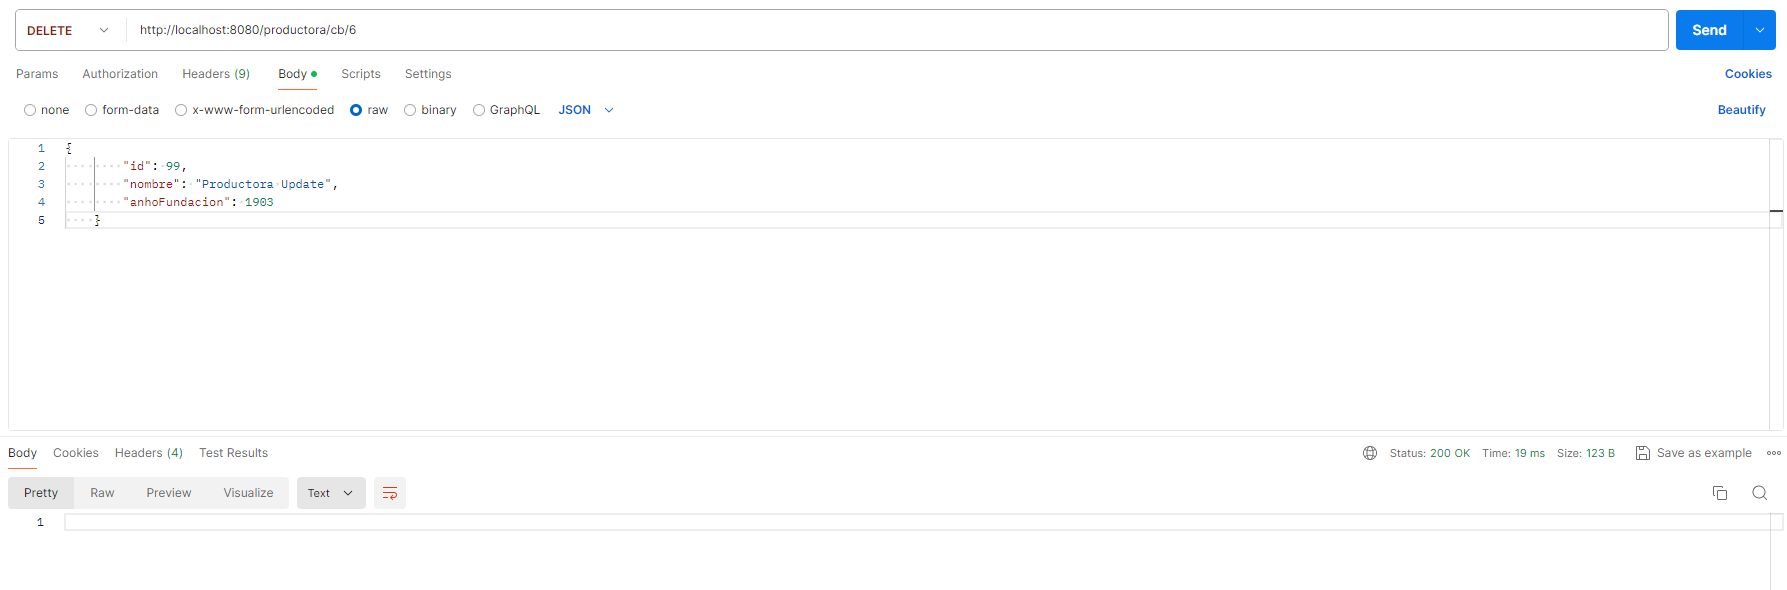 DELETE http://localhost:8080/productora/cb/6 Send
Params Authorization Headers (9) Body Scripts Settings Cookies
none form-data x-www-form-urlencoded raw binary GraphQL JSON Beautify
1 {
2 "id": 99,
3 "nombre": "Productora Update",
4 "anhoFundacion": 1903
5 }
Body Cookies Headers (4) Test Results Status: 200 OK Time: 19 ms Size: 123 B Save as example
Pretty Raw Preview Visualize Text
1